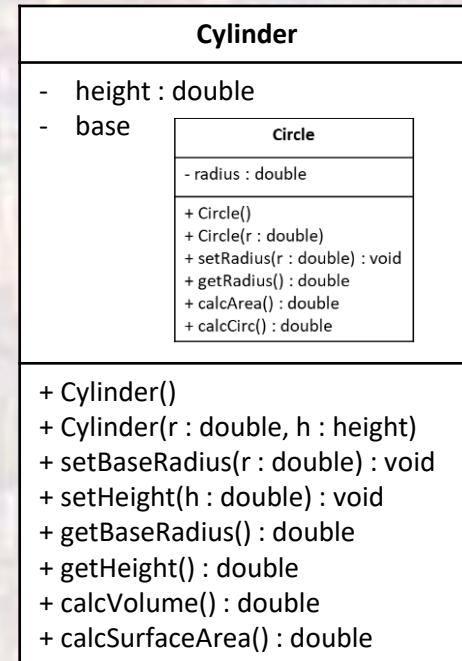 Cylinder
- height : double
- base
Circle
- radius : double
+ Circle()
+ Circle(r : double)
+ setRadius(r : double) : void
+ getRadius() : double
+ calcArea() : double
+ calcCirc() : double
+ Cylinder()
+ Cylinder(r : double, h : height)
+ setBaseRadius(r : double) : void
+ setHeight(h : double) : void
+ getBaseRadius() : double
+ getHeight() : double
+ calcVolume() : double
+ calcSurfaceArea() : double